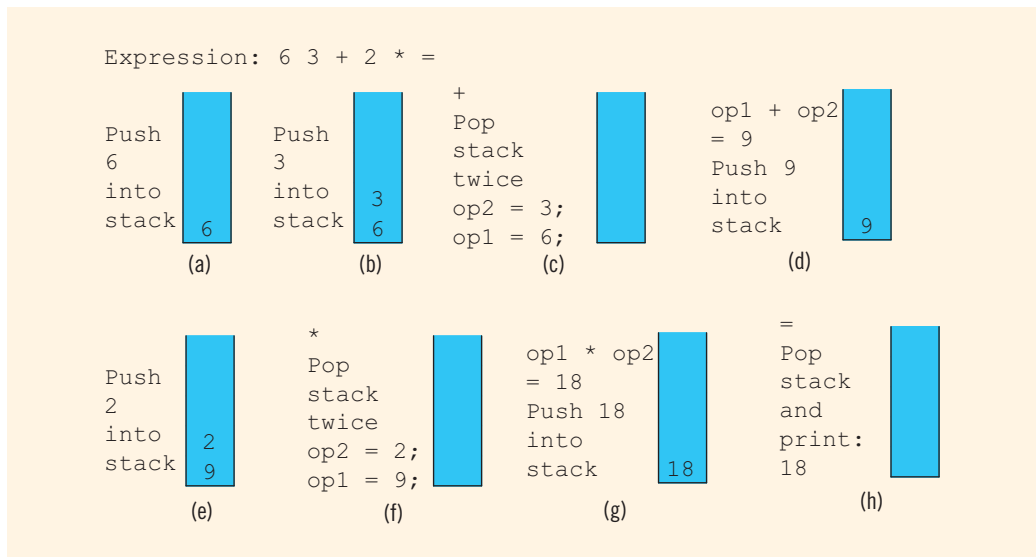 Expression: 6 3 + 2 * =
Push
6
into
stack
6
(a)
Push
3
into
stack
3
6
(b)
+
Pop
stack
twice
op2 = 3;
op1 = 6;
(c)
op1 + op2
= 9
Push 9
into
stack
9
(d)
Push
2
into
stack
2
9
(e)
*
Pop
stack
twice
op2 = 2;
op1 = 9;
(f)
op1 * op2
= 18
Push 18
into
stack
18
(g)
=
Pop
stack
and
print:
18
(h)